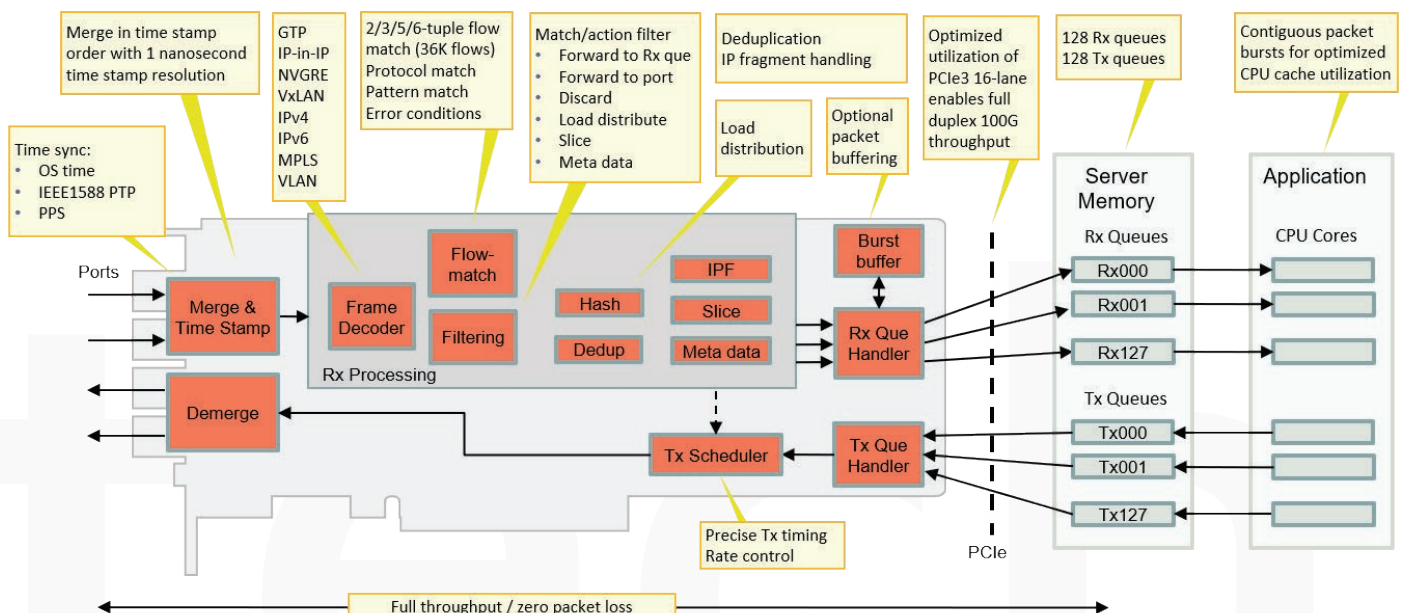 Merge in time stamp
order with 1 nanosecond
time stamp resolution
GTP
IP-in-IP
NVGRE
VxLAN
IPv4
IPv6
MPLS
VLAN
2/3/5/6-tuple flow
match (36K flows)
Protocol match
Pattern match
Error conditions
Match/action filter
• Forward to Rx que
• Forward to port
• Discard
• Load distribute
• Slice
• Meta data
Deduplication
IP fragment handling
Load
distribution
Optional
packet
buffering
Optimized
utilization of
PCIe3 16-lane
enables full
duplex 100G
throughput
128 Rx queues
128 Tx queues
Contiguous packet
bursts for optimized
CPU cache utilization
Time sync:
• OS time
• IEEE1588 PTP
• PPS
Ports
Merge &
Time Stamp
Demerge
Frame
Decoder
Flow-
match
Filtering
Hash
Dedup
IPF
Slice
Meta data
Rx Processing
Burst
buffer
Rx Que
Handler
Tx Scheduler
Tx Que
Handler
Precise Tx timing
Rate control
PCIe
Server
Memory
Rx Queues
Rx000
Rx001
Rx127
Tx Queues
Tx000
Tx001
Tx127
Application
CPU Cores
Full throughput / zero packet loss